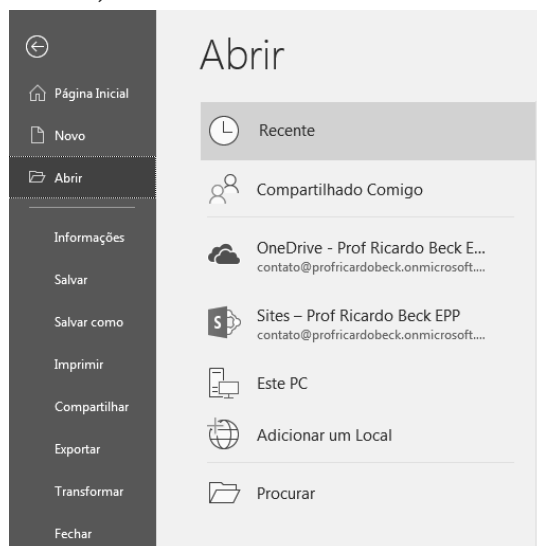 Página Inicial
Novo
Abrir
Informações
Salvar
Salvar como
Imprimir
Compartilhar
Exportar
Transformar
Fechar
Abrir
Recente
Compartilhado Comigo
OneDrive - Prof Ricardo Beck E...
contato@profricardobeck.onmicrosoft....
S
Sites – Prof Ricardo Beck EPP
contato@profricardobeck.onmicrosoft....
Este PC
Adicionar um Local
Procurar